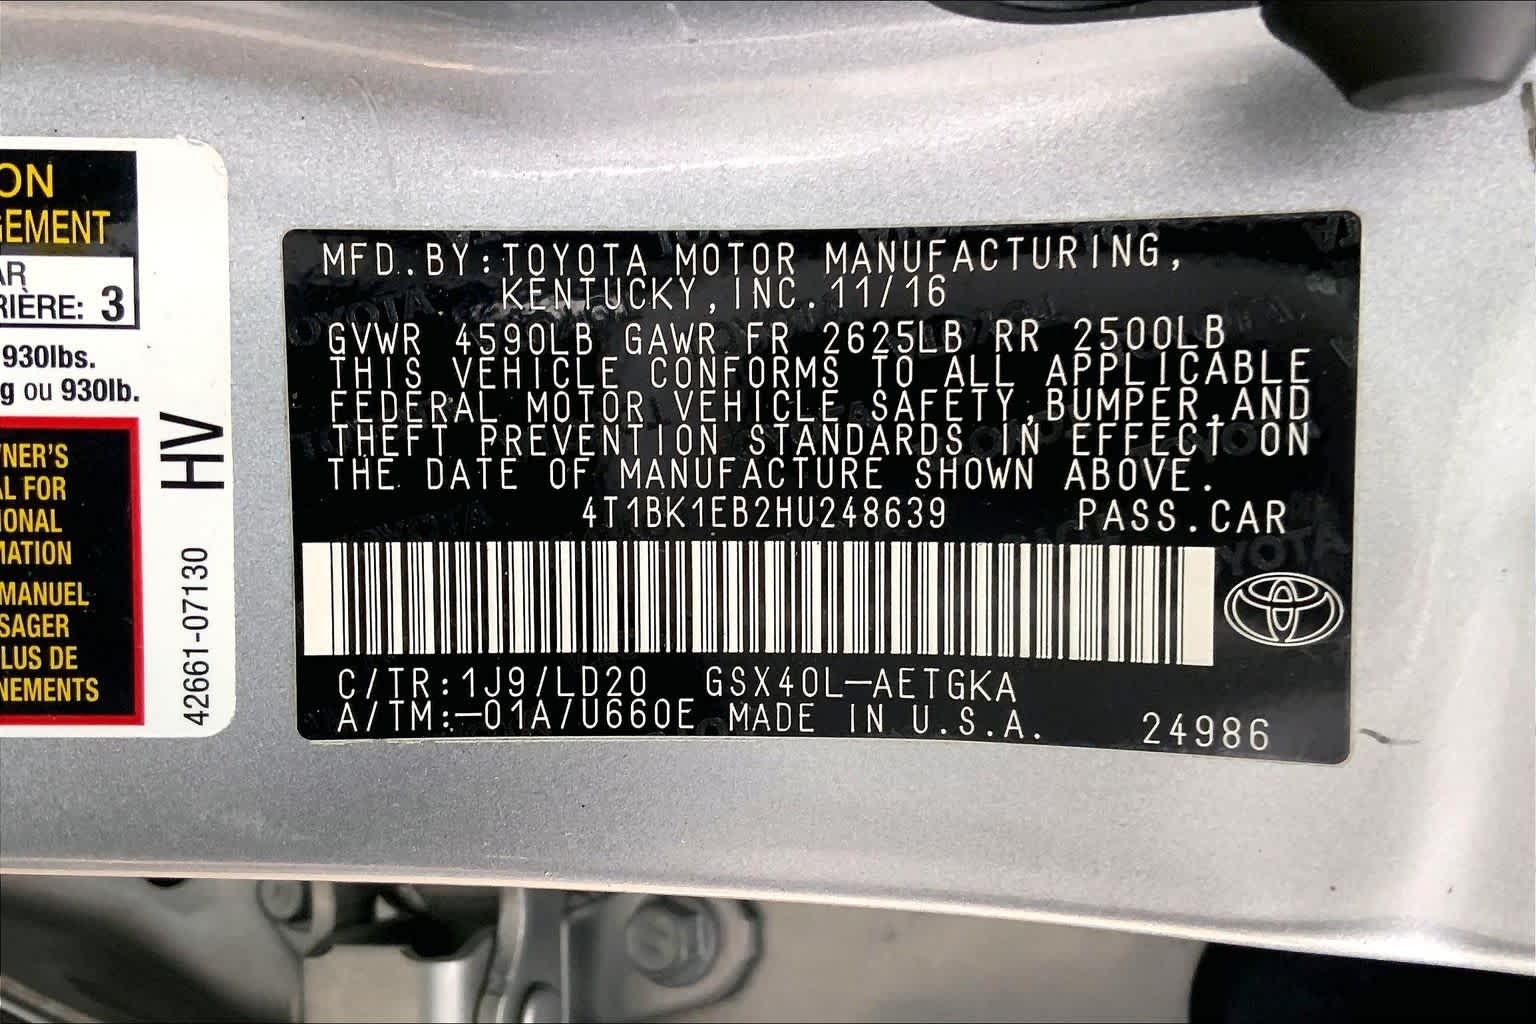 ON
GEMENT
AR
RIÈRE: 3
930lbs.
g ou 930lb.
NER'S
AL FOR
IONAL
MATION
MANUEL
SAGER
LUS DE
NEMENTS
HV
42661-07130
MFD.BY:TOYOTA MOTOR MANUFACTURING,
KENTUCKY,INC.11/16
GVWR 4590LB GAWR FR 2625LB RR 2500LB
THIS VEHICLE CONFORMS TO ALL APPLICABLE
FEDERAL MOTOR VEHICLE SAFETY,BUMPER,AND
THEFT PREVENTION STANDARDS IN EFFECT ON
THE DATE OF MANUFACTURE SHOWN ABOVE.
4T1BK1EB2HU248639 PASS.CAR
C/TR:1J9/LD20 GSX40L-AETGKA
A/TM:-01A/U660E MADE IN U.S.A. 24986